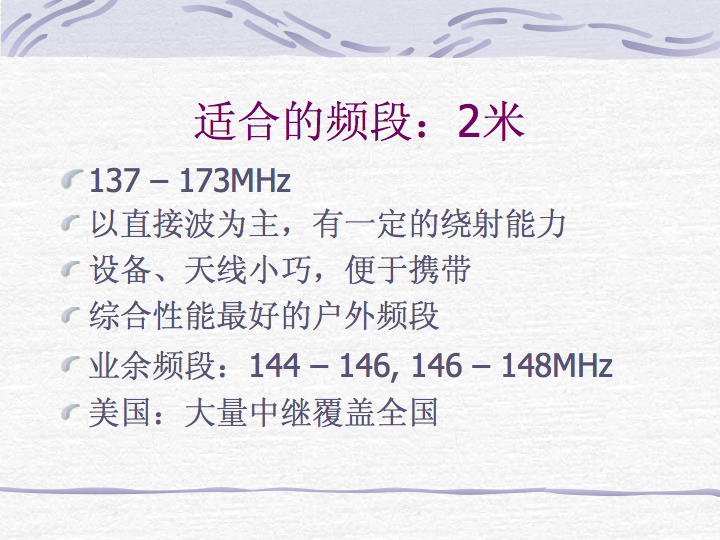 适合的频段：2米
137 – 173MHz
以直接波为主，有一定的绕射能力
设备、天线小巧，便于携带
综合性能最好的户外频段
业余频段：144 – 146, 146 – 148MHz
美国：大量中继覆盖全国